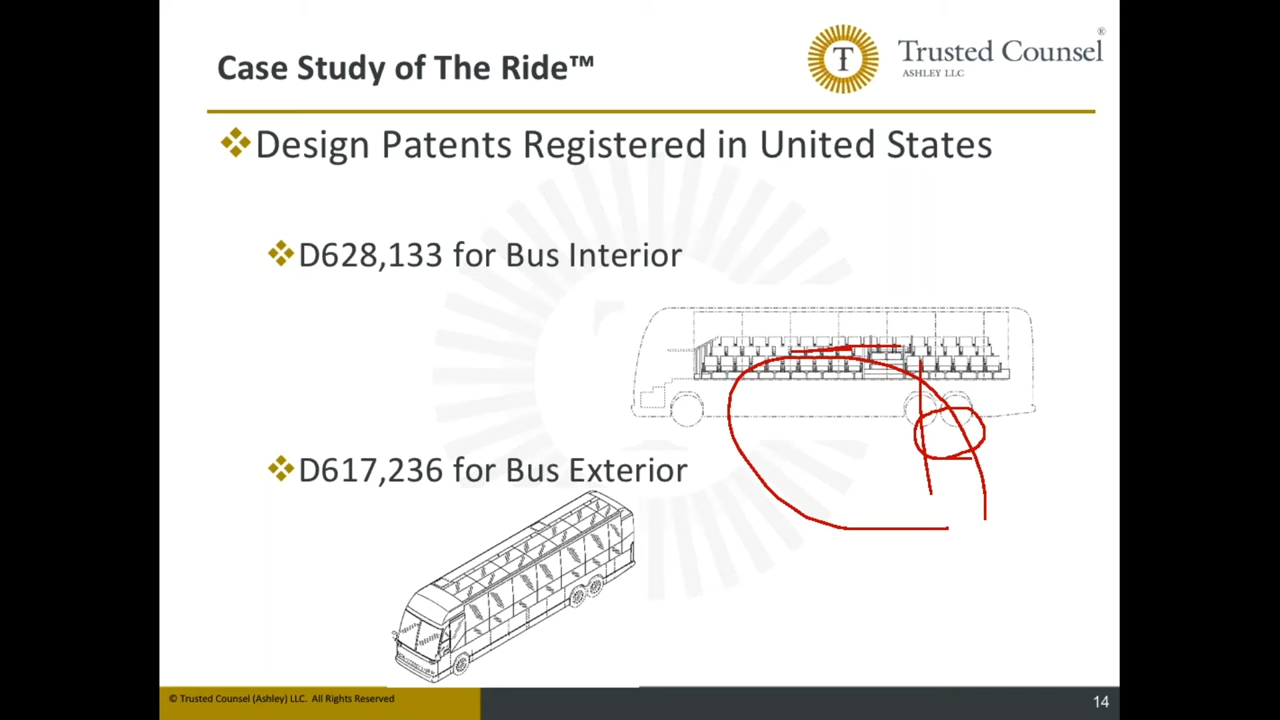 Case Study of The Ride™
T
Trusted Counsel®
ASHLEY LLC
Design Patents Registered in United States
D628,133 for Bus Interior
D617,236 for Bus Exterior
© Trusted Counsel (Ashley) LLC. All Rights Reserved
14